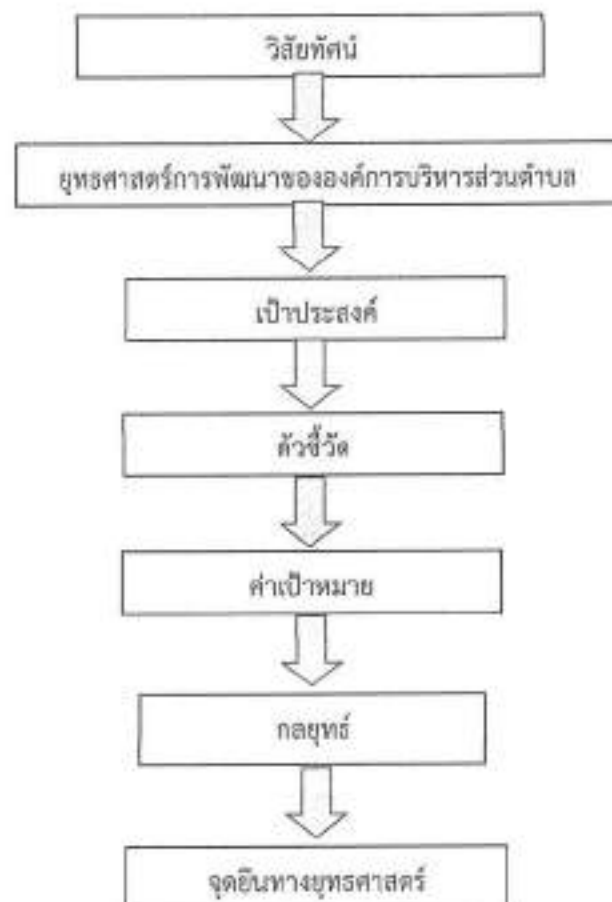 วิสัยทัศน์
ยุทธศาสตร์การพัฒนาขององค์การบริหารส่วนตำบล
เป้าประสงค์
ตัวชี้วัด
ค่าเป้าหมาย
กลยุทธ์
จุดยืนทางยุทธศาสตร์